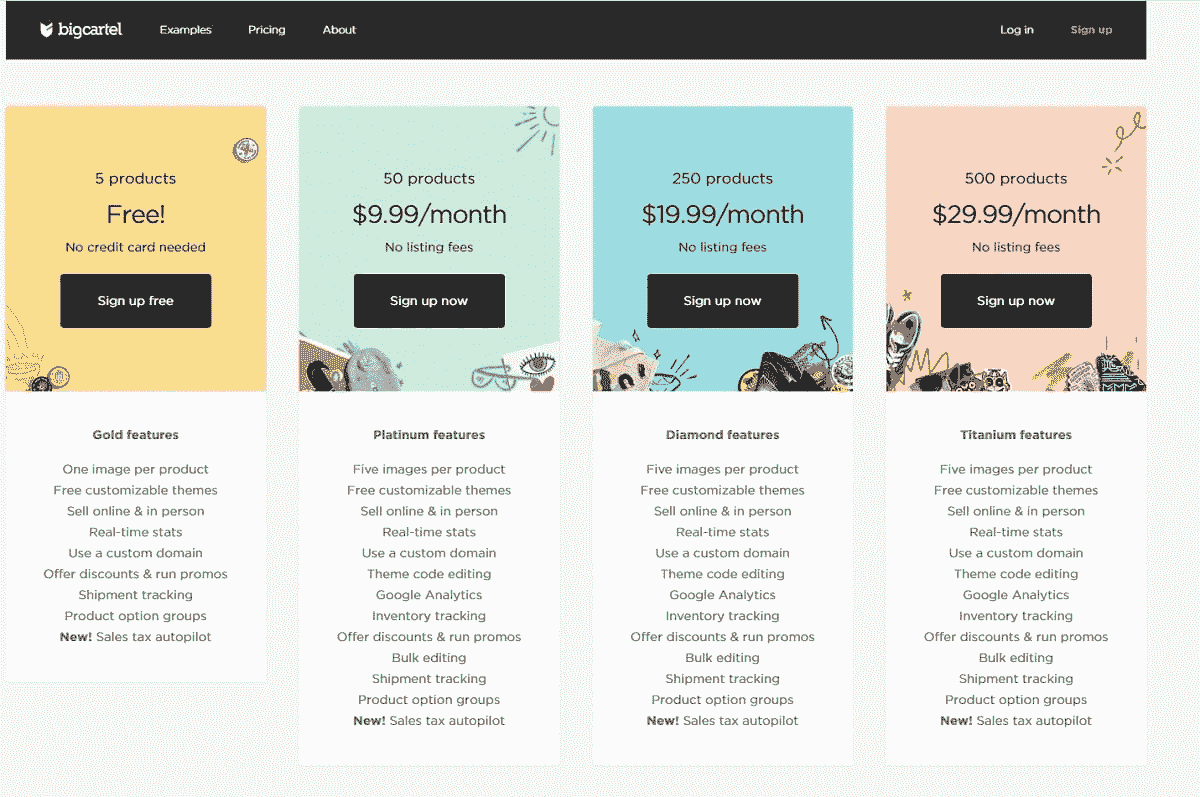 bigcartel Examples Pricing About Log in Sign up
5 products
Free!
No credit card needed
Sign up free
Gold features
One image per product
Free customizable themes
Sell online & in person
Real-time stats
Use a custom domain
Offer discounts & run promos
Shipment tracking
Product option groups
New! Sales tax autopilot
50 products
$9.99/month
No listing fees
Sign up now
Platinum features
Five images per product
Free customizable themes
Sell online & in person
Real-time stats
Use a custom domain
Theme code editing
Google Analytics
Inventory tracking
Offer discounts & run promos
Bulk editing
Shipment tracking
Product option groups
New! Sales tax autopilot
250 products
$19.99/month
No listing fees
Sign up now
Diamond features
Five images per product
Free customizable themes
Sell online & in person
Real-time stats
Use a custom domain
Theme code editing
Google Analytics
Inventory tracking
Offer discounts & run promos
Bulk editing
Shipment tracking
Product option groups
New! Sales tax autopilot
500 products
$29.99/month
No listing fees
Sign up now
Titanium features
Five images per product
Free customizable themes
Sell online & in person
Real-time stats
Use a custom domain
Theme code editing
Google Analytics
Inventory tracking
Offer discounts & run promos
Bulk editing
Shipment tracking
Product option groups
New! Sales tax autopilot